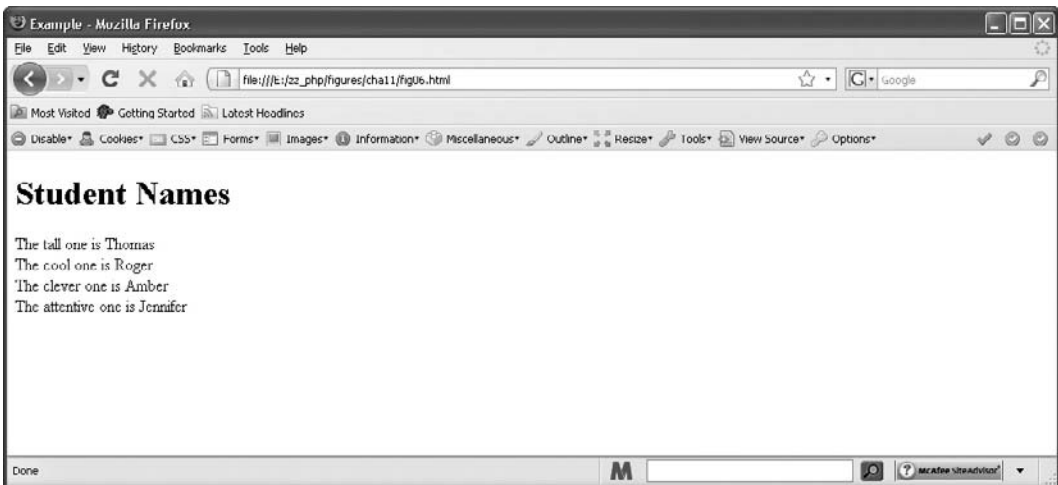 Example - Mozilla Firefox
File Edit View History Bookmarks Tools Help
file:///E:/zz_php/figures/cha11/fig06.html
Google
Most Visited Getting Started Latest Headlines
Disable Cookies CSS Forms Images Information Miscellaneous Outline Resize Tools View Source Options
Student Names
The tall one is Thomas
The cool one is Roger
The clever one is Amber
The attentive one is Jennifer
Done
McAfee SiteAdvisor